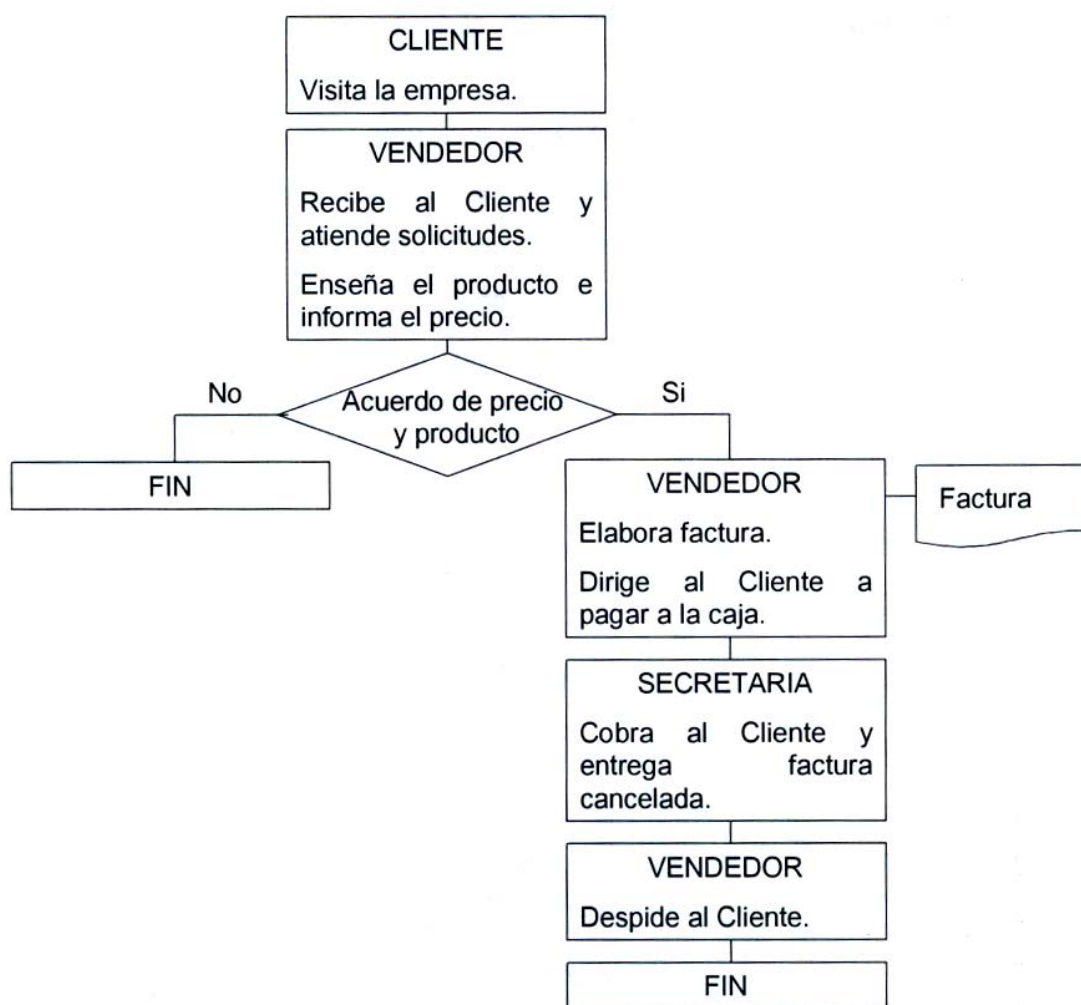 CLIENTE
Visita la empresa.
VENDEDOR
Recibe al Cliente y
atiende solicitudes.
Enseña el producto e
informa el precio.
No
Acuerdo de precio
y producto
Si
FIN
VENDEDOR
Elabora factura.
Dirige al Cliente a
pagar a la caja.
Factura
SECRETARIA
Cobra al Cliente y
entrega factura
cancelada.
VENDEDOR
Despide al Cliente.
FIN